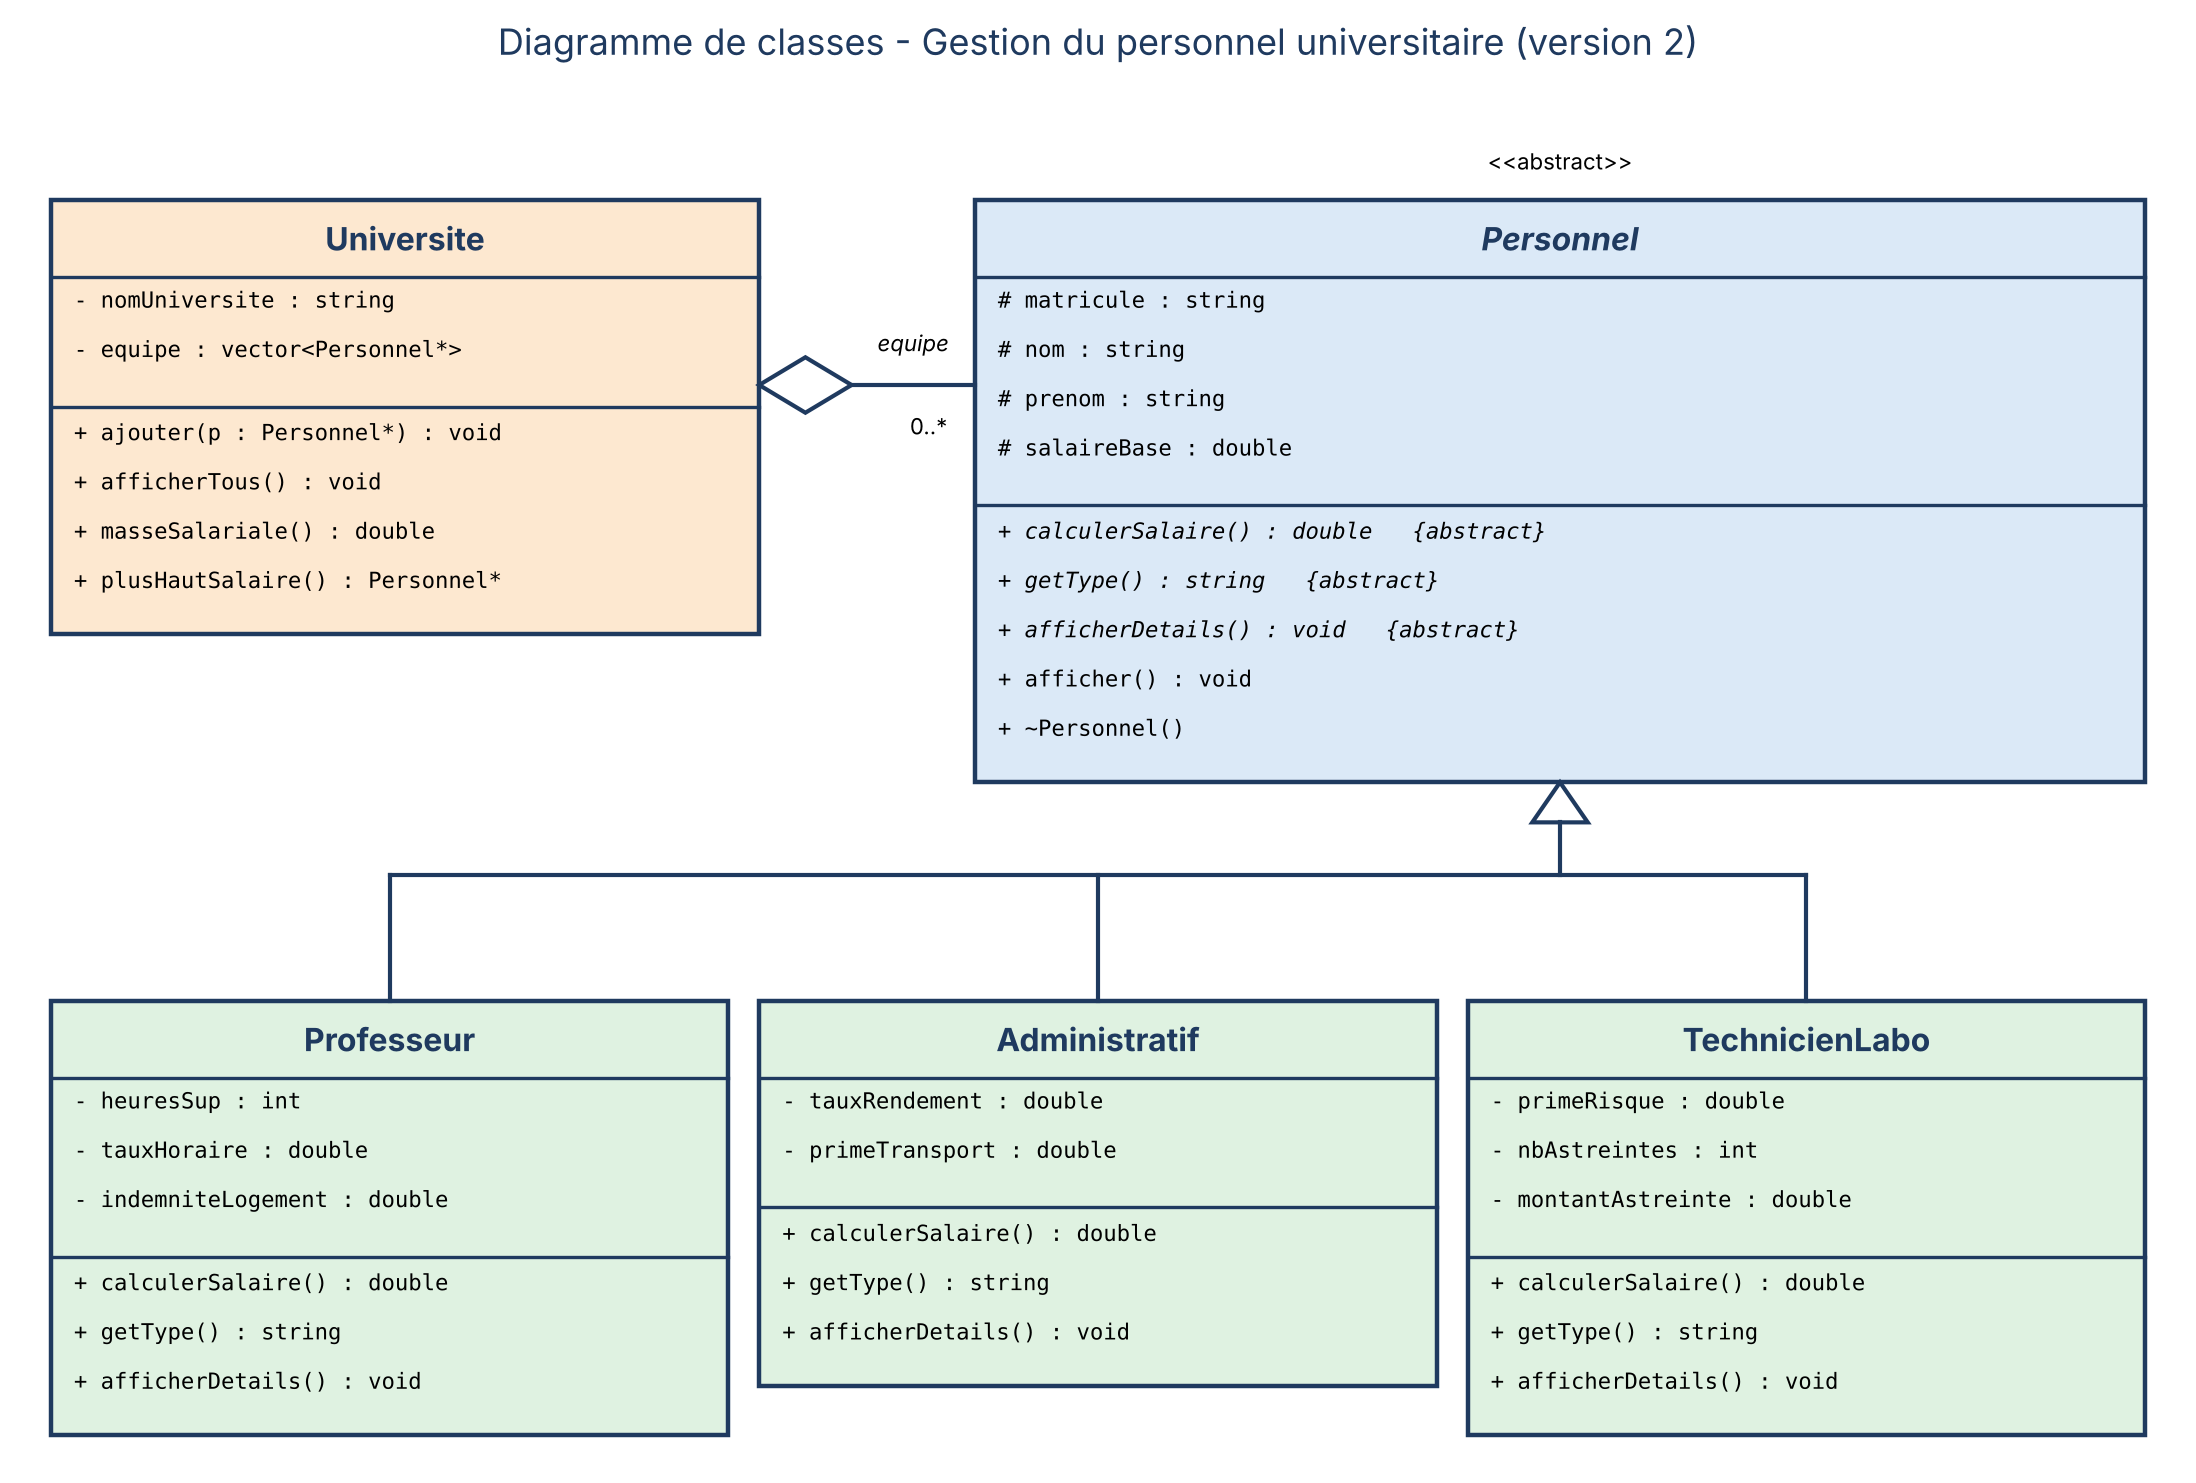 Diagramme de classes - Gestion du personnel universitaire (version 2)
<<abstract>>
Universite
- nomUniversite : string
- equipe : vector<Personnel*>
+ ajouter(p : Personnel*) : void
+ afficherTous() : void
+ masseSalariale() : double
+ plusHautSalaire() : Personnel*
equipe
0..*
Personnel
# matricule : string
# nom : string
# prenom : string
# salaireBase : double
+ calculerSalaire() : double   {abstract}
+ getType() : string   {abstract}
+ afficherDetails() : void   {abstract}
+ afficher() : void
+ ~Personnel()
Professeur
- heuresSup : int
- tauxHoraire : double
- indemniteLogement : double
+ calculerSalaire() : double
+ getType() : string
+ afficherDetails() : void
Administratif
- tauxRendement : double
- primeTransport : double
+ calculerSalaire() : double
+ getType() : string
+ afficherDetails() : void
TechnicienLabo
- primeRisque : double
- nbAstreintes : int
- montantAstreinte : double
+ calculerSalaire() : double
+ getType() : string
+ afficherDetails() : void